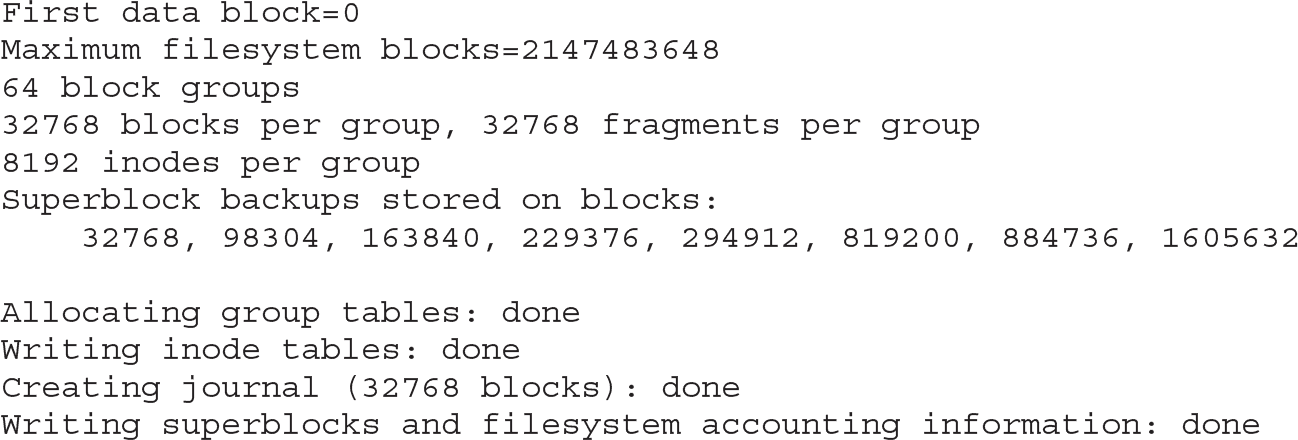 First data block=0
Maximum filesystem blocks=2147483648
64 block groups
32768 blocks per group, 32768 fragments per group
8192 inodes per group
Superblock backups stored on blocks:
    32768, 98304, 163840, 229376, 294912, 819200, 884736, 1605632

Allocating group tables: done
Writing inode tables: done
Creating journal (32768 blocks): done
Writing superblocks and filesystem accounting information: done